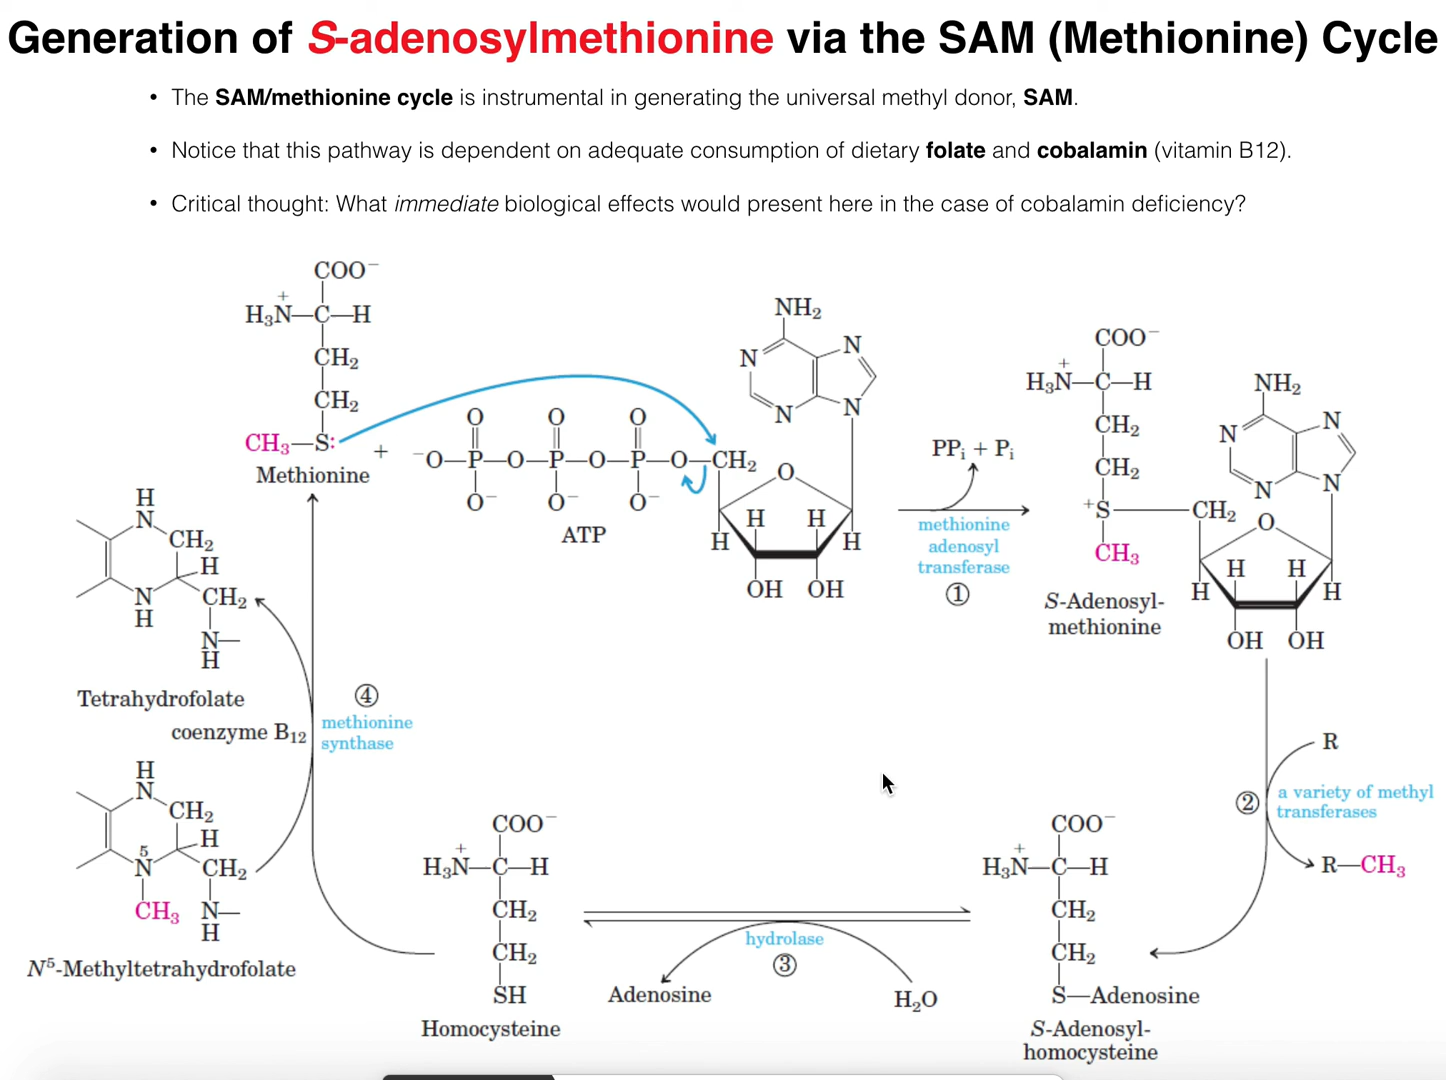 Generation of S-adenosylmethionine via the SAM (Methionine) Cycle
• The SAM/methionine cycle is instrumental in generating the universal methyl donor, SAM.
• Notice that this pathway is dependent on adequate consumption of dietary folate and cobalamin (vitamin B12).
• Critical thought: What immediate biological effects would present here in the case of cobalamin deficiency?
COO⁻
H₃N⁺—C—H
CH₂
CH₂
CH₃—S:
Methionine
+
O O O
⁻O—P—O—P—O—P—O—CH₂
O⁻ O⁻ O⁻
ATP
NH₂
N N
N N
O
H H
H H
OH OH
PPᵢ + Pᵢ
methionine
adenosyl
transferase
①
COO⁻
H₃N⁺—C—H
CH₂
CH₂
⁺S—CH₂
CH₃
S-Adenosyl-
methionine
NH₂
N N
N N
O
H H
H H
OH OH
H
N
CH₂
H
N
H
CH₂
N—
H
Tetrahydrofolate
coenzyme B₁₂
④
methionine
synthase
H
N
CH₂
H
5
N
CH₂
CH₃
N—
H
N⁵-Methyltetrahydrofolate
COO⁻
H₃N⁺—C—H
CH₂
CH₂
SH
Homocysteine
hydrolase
③
Adenosine
H₂O
R
②
a variety of methyl
transferases
R—CH₃
COO⁻
H₃N⁺—C—H
CH₂
CH₂
S—Adenosine
S-Adenosyl-
homocysteine